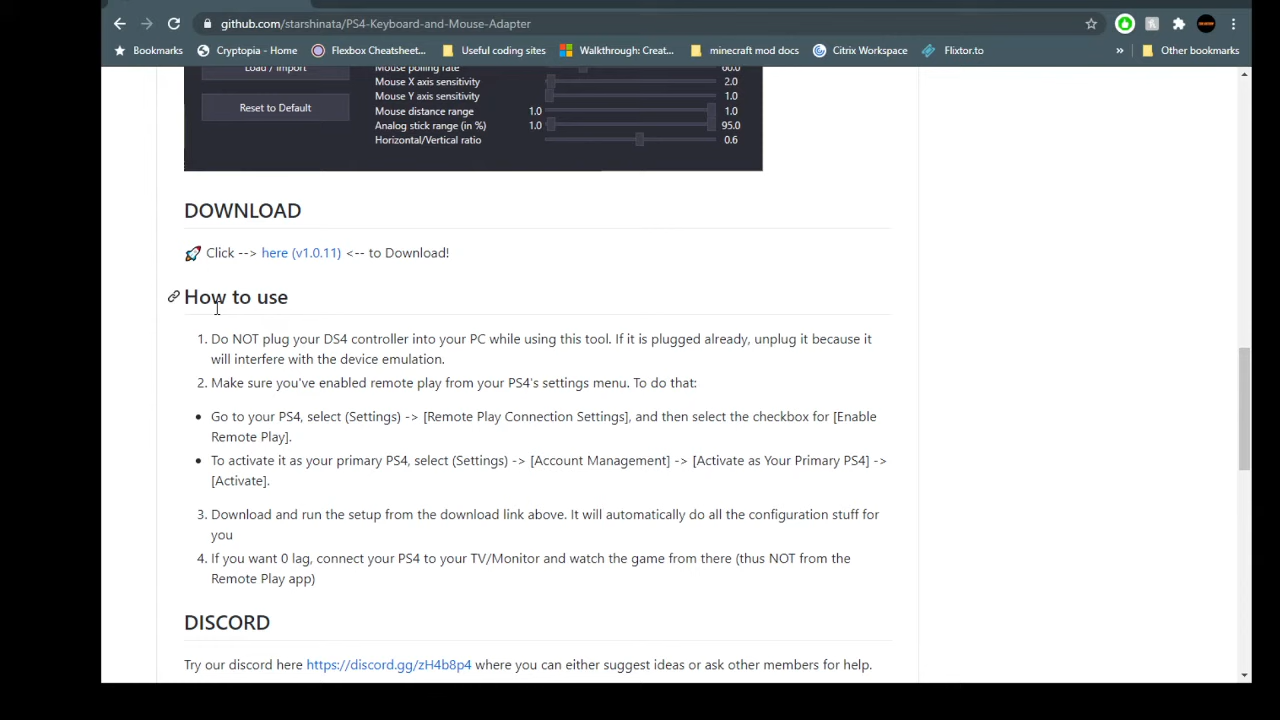 github.com/starshinata/PS4-Keyboard-and-Mouse-Adapter
Bookmarks Cryptopia - Home Flexbox Cheatsheet... Useful coding sites Walkthrough: Creat... minecraft mod docs Citrix Workspace Flixtor.to » Other bookmarks
Load / Import Mouse polling rate 60.0
Mouse X axis sensitivity 2.0
Mouse Y axis sensitivity 1.0
Reset to Default
Mouse distance range 1.0 1.0
Analog stick range (in %) 1.0 95.0
Horizontal/Vertical ratio 0.6
DOWNLOAD
🚀 Click --> here (v1.0.11) <-- to Download!
How to use
1. Do NOT plug your DS4 controller into your PC while using this tool. If it is plugged already, unplug it because it
will interfere with the device emulation.
2. Make sure you've enabled remote play from your PS4's settings menu. To do that:
• Go to your PS4, select (Settings) -> [Remote Play Connection Settings], and then select the checkbox for [Enable
Remote Play].
• To activate it as your primary PS4, select (Settings) -> [Account Management] -> [Activate as Your Primary PS4] ->
[Activate].
3. Download and run the setup from the download link above. It will automatically do all the configuration stuff for
you
4. If you want 0 lag, connect your PS4 to your TV/Monitor and watch the game from there (thus NOT from the
Remote Play app)
DISCORD
Try our discord here https://discord.gg/zH4b8p4 where you can either suggest ideas or ask other members for help.